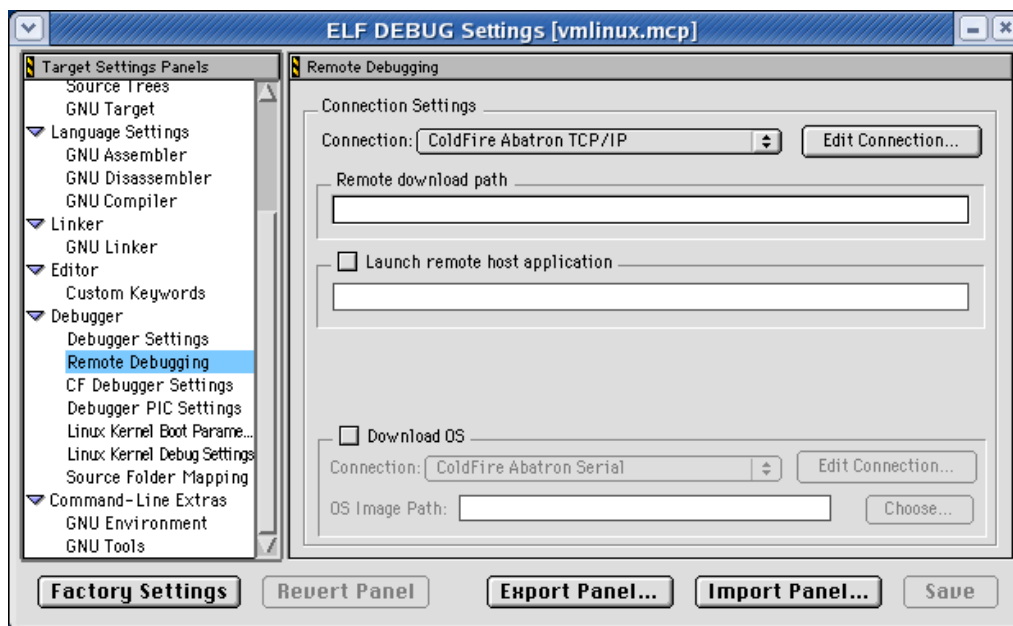 ELF DEBUG Settings [vmlinux.mcp]
Target Settings Panels
Source Trees
GNU Target
Language Settings
GNU Assembler
GNU Disassembler
GNU Compiler
Linker
GNU Linker
Editor
Custom Keywords
Debugger
Debugger Settings
Remote Debugging
CF Debugger Settings
Debugger PIC Settings
Linux Kernel Boot Parame...
Linux Kernel Debug Settings
Source Folder Mapping
Command-Line Extras
GNU Environment
GNU Tools
Remote Debugging
Connection Settings
Connection: ColdFire Abatron TCP/IP Edit Connection...
Remote download path
Launch remote host application
Download OS
Connection: ColdFire Abatron Serial Edit Connection...
OS Image Path: Choose...
Factory Settings Revert Panel Export Panel... Import Panel... Save